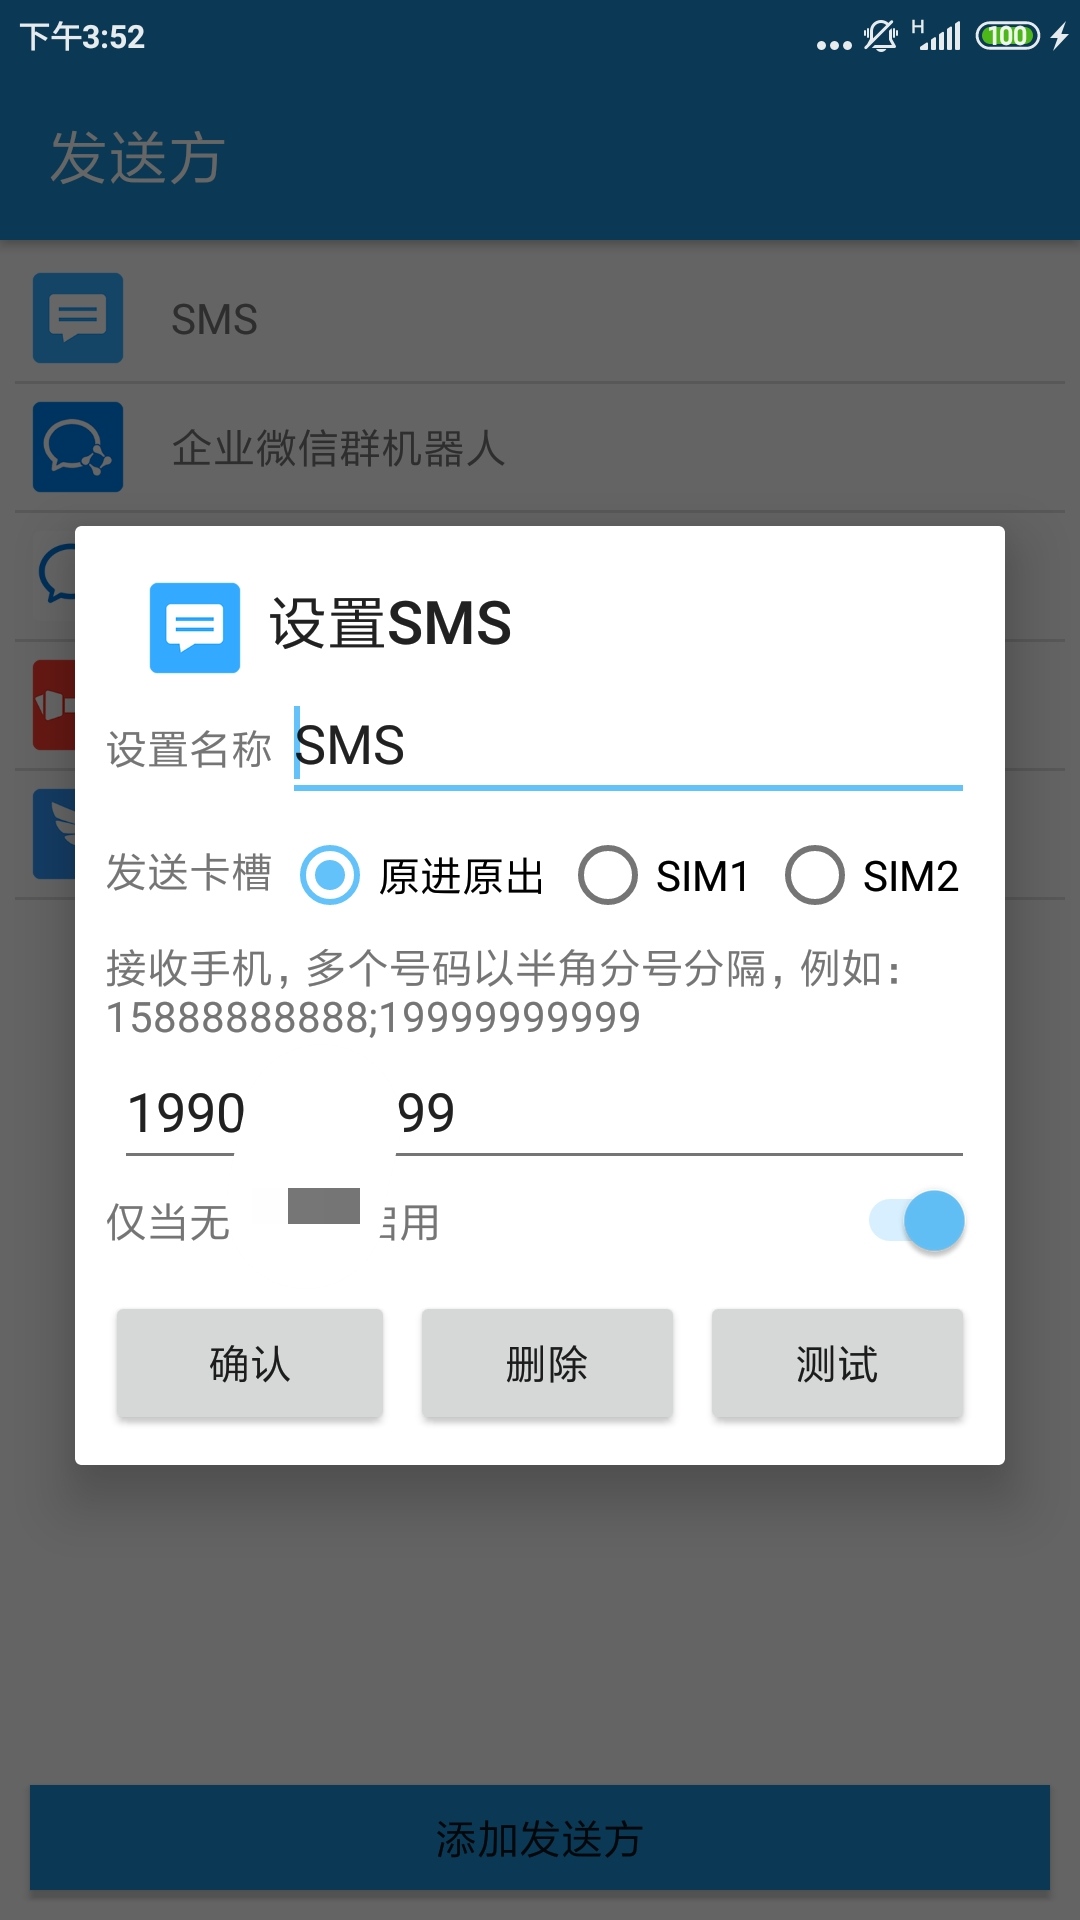 下午3:52
H
100
发送方
SMS
企业微信群机器人
设置SMS
设置名称 SMS
发送卡槽 原进原出 SIM1 SIM2
接收手机，多个号码以半角分号分隔，例如：
15888888888;19999999999
1990 99
仅当无 用
确认 删除 测试
添加发送方